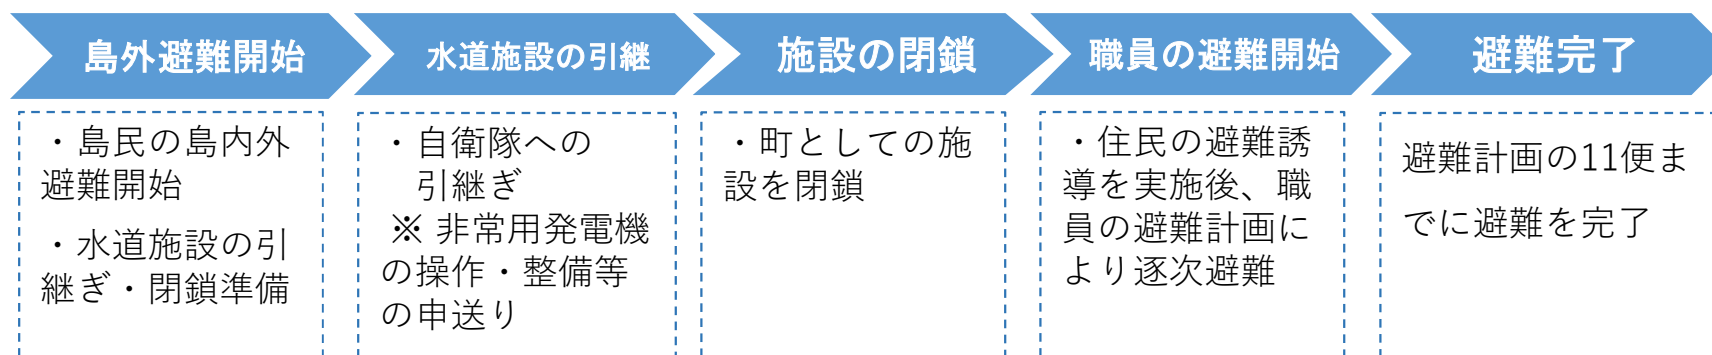 島外避難開始
水道施設の引継
施設の閉鎖
職員の避難開始
避難完了
・島民の島内外
避難開始
・水道施設の引
継ぎ・閉鎖準備
・自衛隊への
引継ぎ
※ 非常用発電機
の操作・整備等
の申送り
・町としての施
設を閉鎖
・住民の避難誘
導を実施後、職
員の避難計画に
より逐次避難
避難計画の11便ま
でに避難を完了